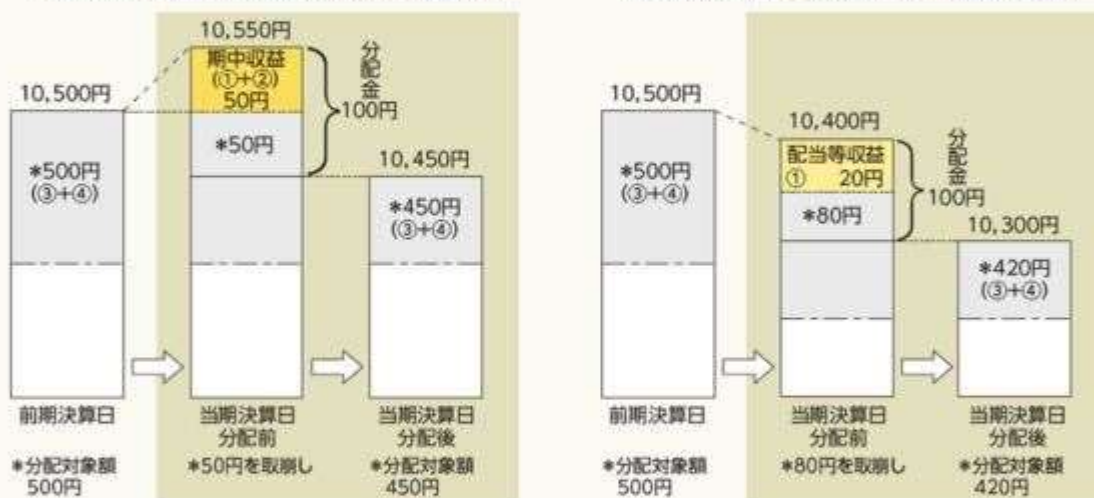 10,550円
期中収益
(①+②)
50円
分配金
100円
10,500円
*500円
(③+④)
*50円
10,450円
*450円
(③+④)
前期決算日
当期決算日
分配前
当期決算日
分配後
*分配対象額
500円
*50円を取崩し
*分配対象額
450円
10,500円
*500円
(③+④)
10,400円
配当等収益
① 20円
分配金
100円
*80円
10,300円
*420円
(③+④)
前期決算日
当期決算日
分配前
当期決算日
分配後
*分配対象額
500円
*80円を取崩し
*分配対象額
420円